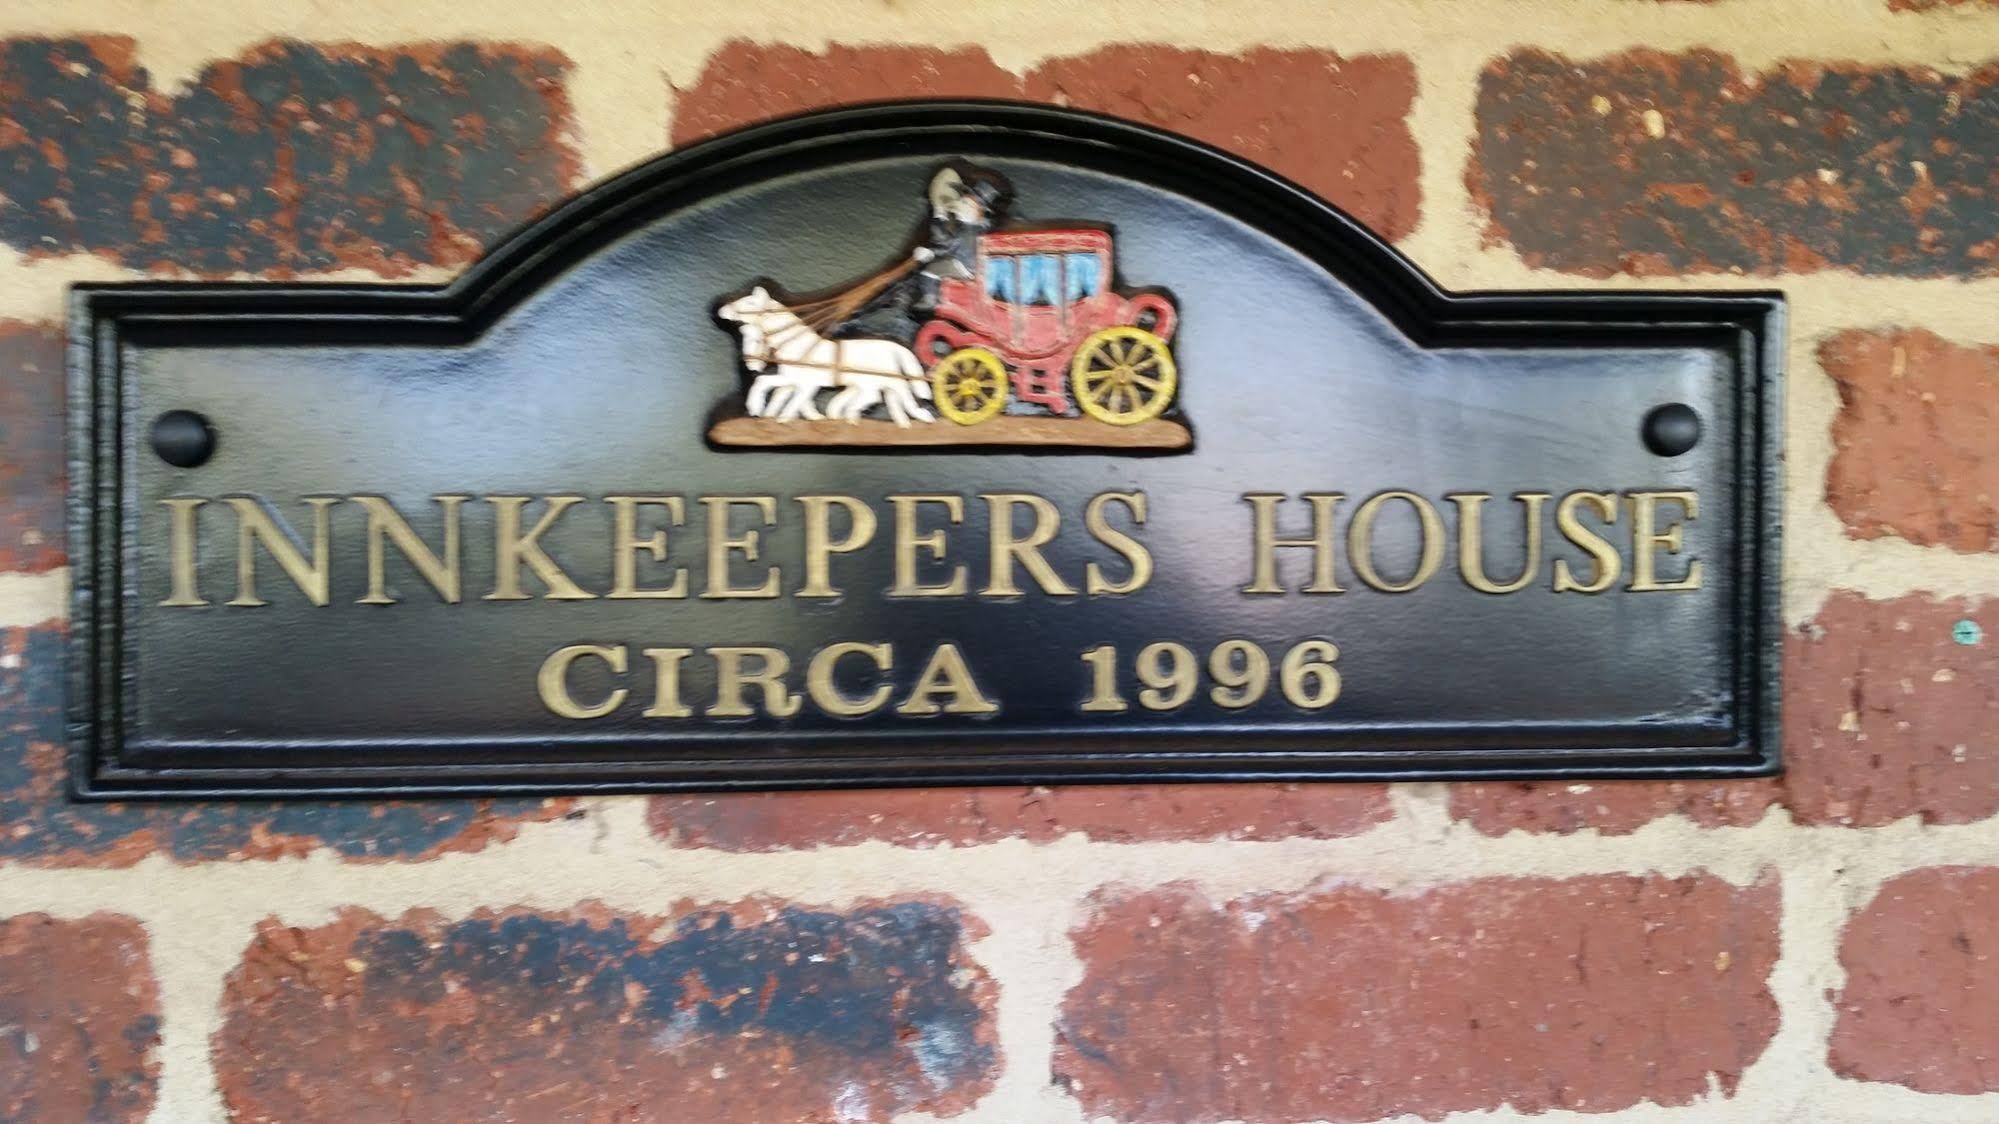 INNKEEPERS HOUSE
CIRCA 1996